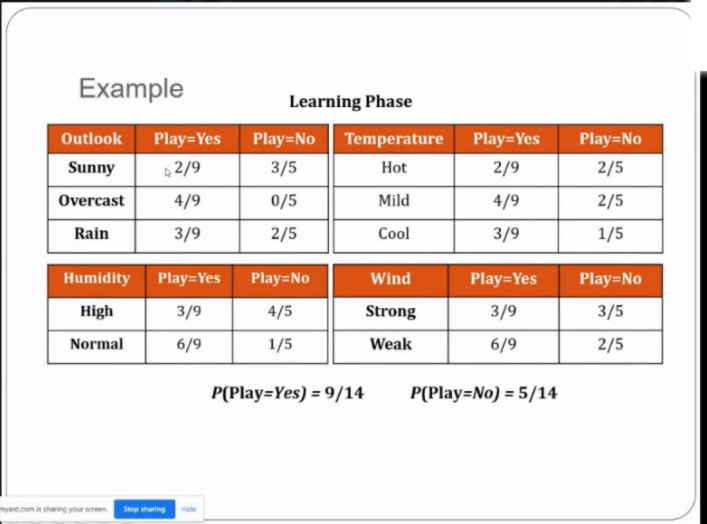 Example
Learning Phase
Outlook Play=Yes Play=No Temperature Play=Yes Play=No
Sunny 2/9 3/5 Hot 2/9 2/5
Overcast 4/9 0/5 Mild 4/9 2/5
Rain 3/9 2/5 Cool 3/9 1/5
Humidity Play=Yes Play=No Wind Play=Yes Play=No
High 3/9 4/5 Strong 3/9 3/5
Normal 6/9 1/5 Weak 6/9 2/5
P(Play=Yes) = 9/14 P(Play=No) = 5/14
myard.com is sharing your screen. Stop sharing Hide